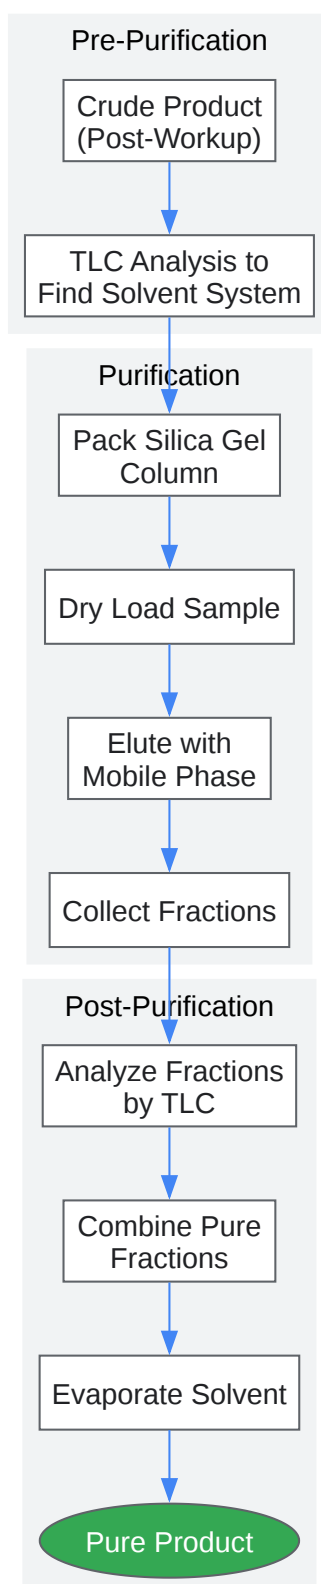 Pre-Purification
Crude Product
(Post-Workup)
TLC Analysis to
Find Solvent System
Purification
Pack Silica Gel
Column
Dry Load Sample
Elute with
Mobile Phase
Collect Fractions
Post-Purification
Analyze Fractions
by TLC
Combine Pure
Fractions
Evaporate Solvent
Pure Product